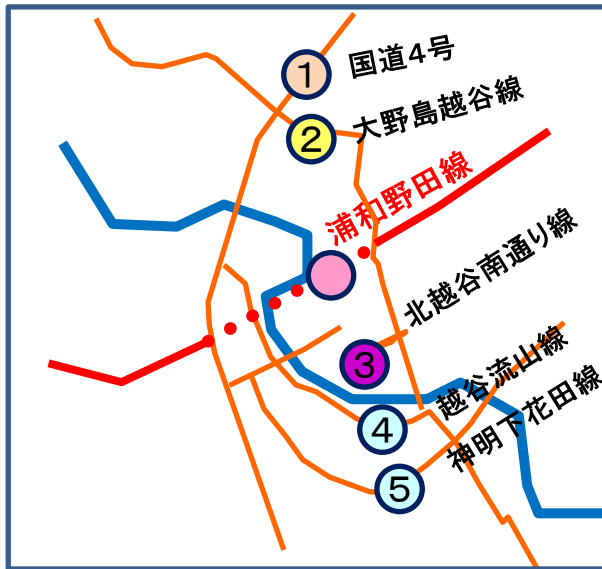 ①
国道4号
②
大野島越谷線
浦和野田線
北越谷南通り線
③
越谷流山線
④
神明下花田線
⑤